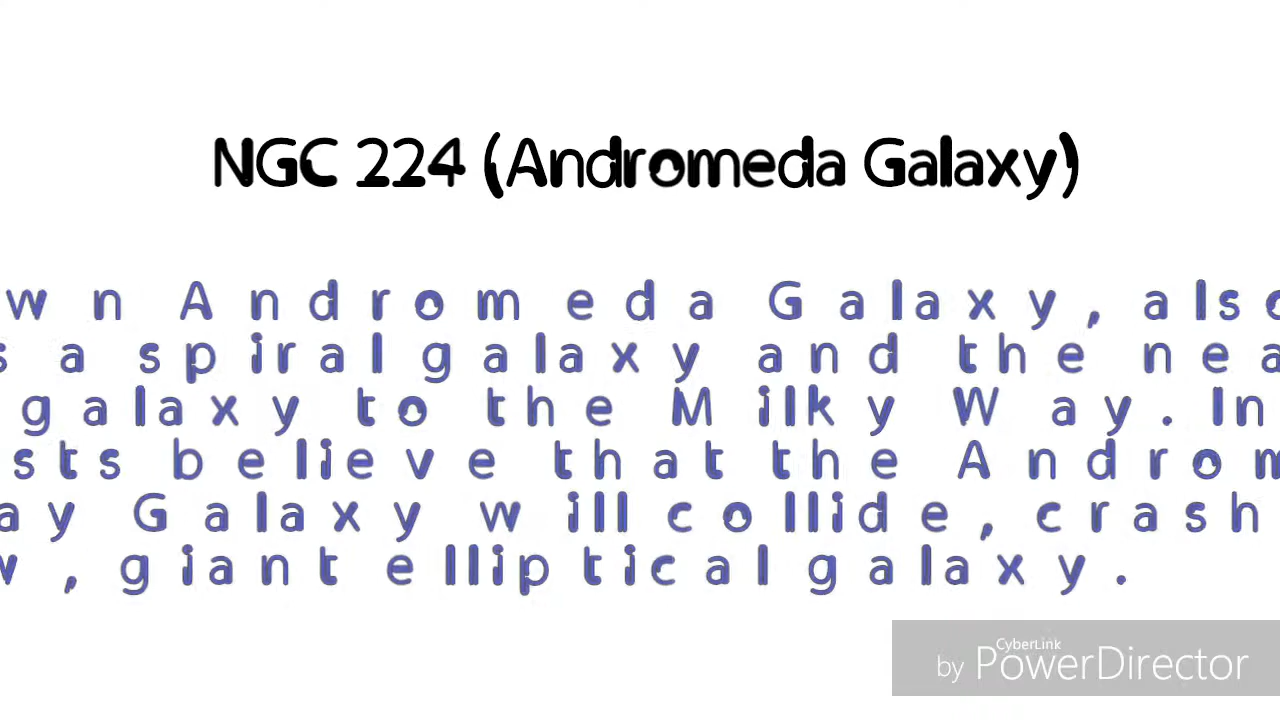 NGC 224 (Andromeda Galaxy)
wn Andromeda Galaxy, also
s a spiral galaxy and the nea
galaxy to the Milky Way. In
sts believe that the Androm
ay Galaxy will collide, crash
w, giant elliptical galaxy.
CyberLink
by PowerDirector